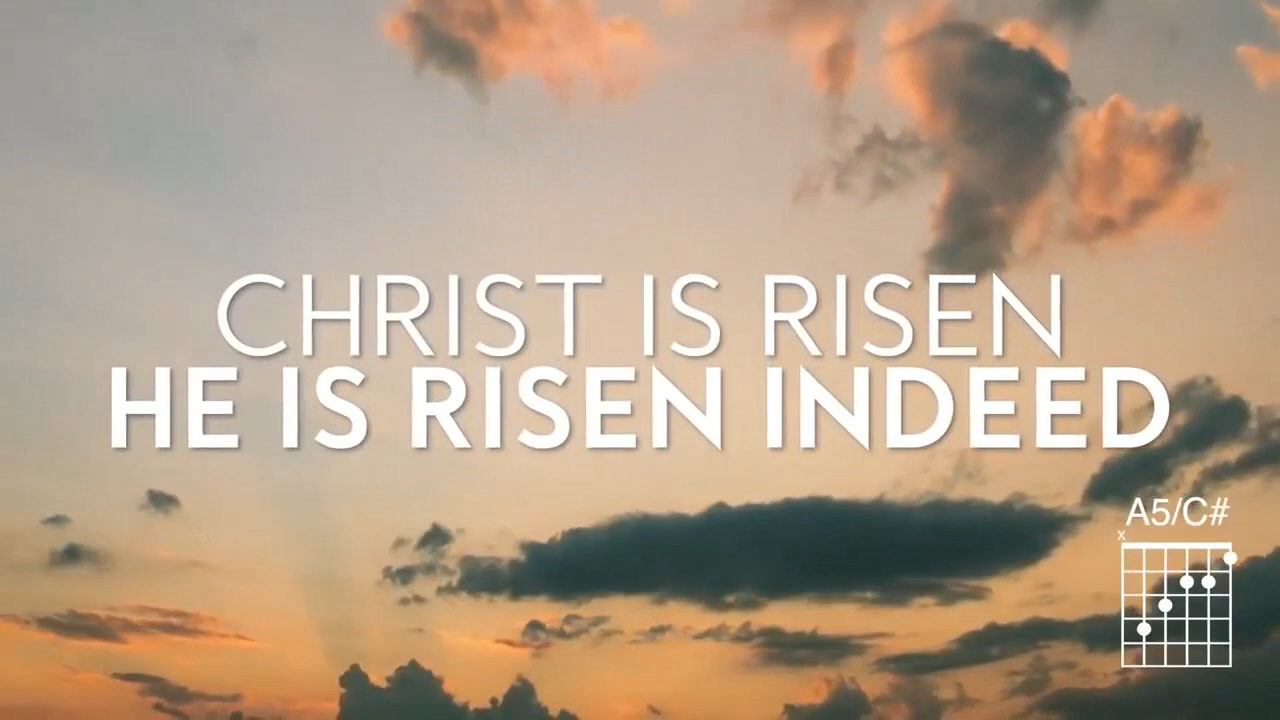 CHRIST IS RISEN
HE IS RISEN INDEED
A5/C#
x